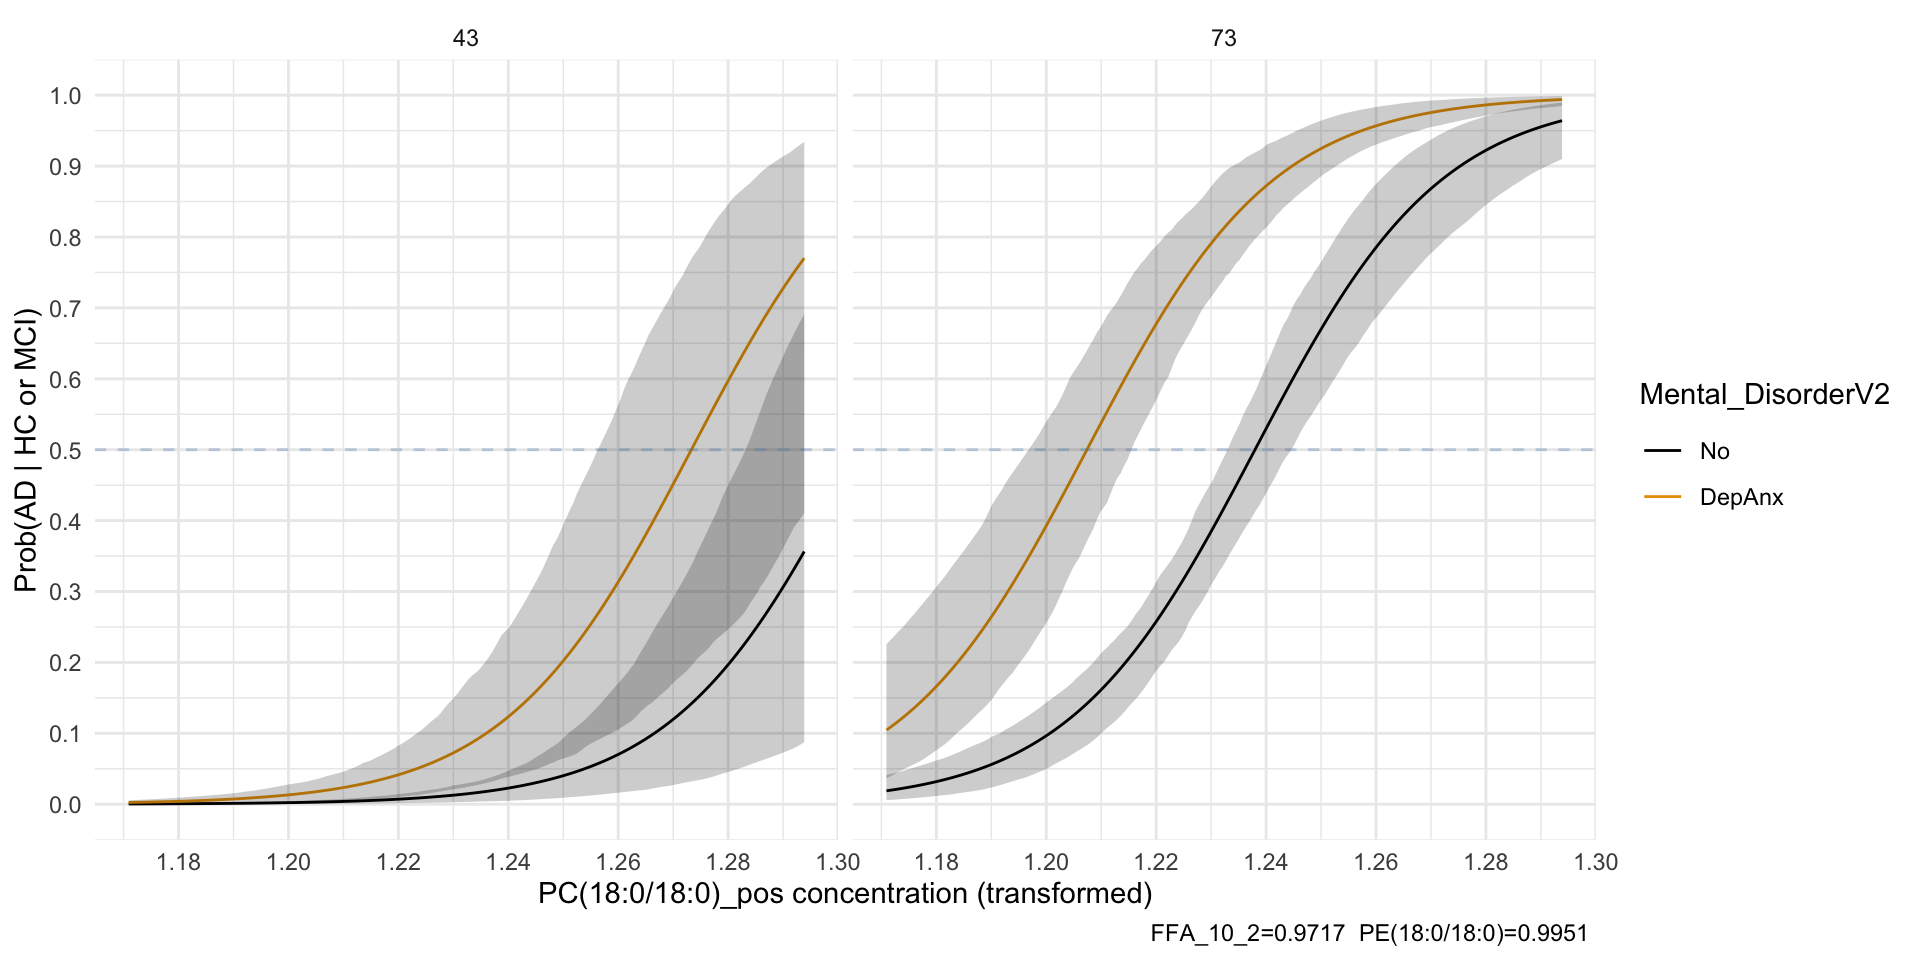 43 73
1.0
0.9
0.8
0.7
0.6
0.5
0.4
0.3
0.2
0.1
0.0
Prob(AD | HC or MCI)
1.18 1.20 1.22 1.24 1.26 1.28 1.30 1.18 1.20 1.22 1.24 1.26 1.28 1.30
PC(18:0/18:0)_pos concentration (transformed)
FFA_10_2=0.9717 PE(18:0/18:0)=0.9951
Mental_DisorderV2
No
DepAnx